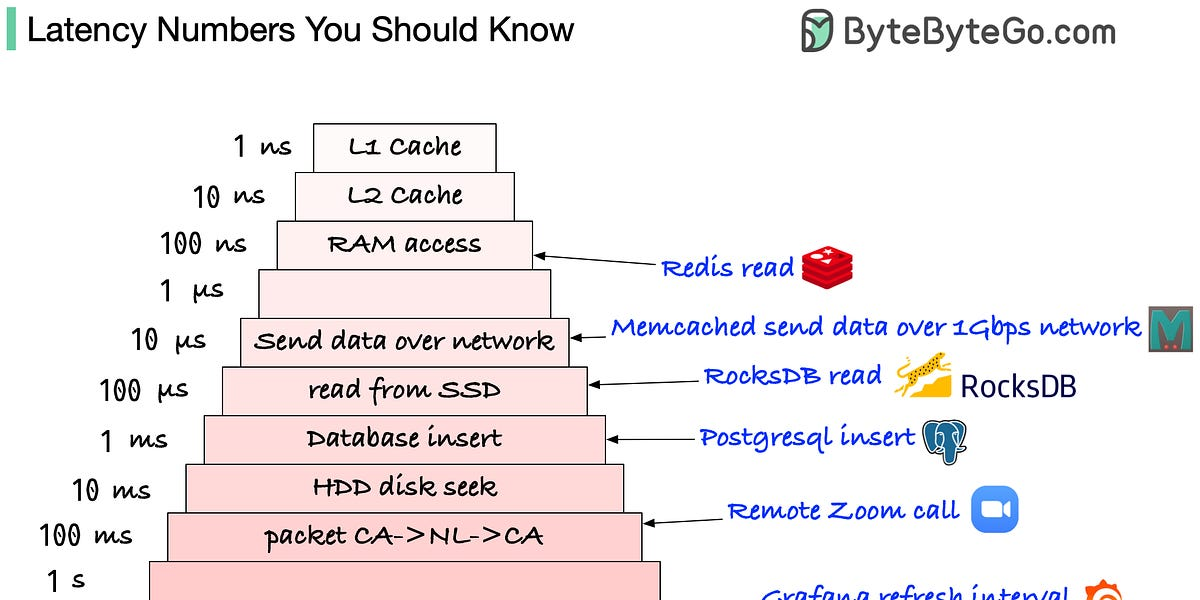 Latency Numbers You Should Know
ByteByteGo.com
1 ns
L1 Cache
10 ns
L2 Cache
100 ns
RAM access
Redis read
1 µs
10 µs
Send data over network
Memcached send data over 1Gbps network
M
100 µs
read from SSD
RocksDB read
RocksDB
1 ms
Database insert
Postgresql insert
10 ms
HDD disk seek
100 ms
packet CA->NL->CA
Remote Zoom call
1 s
Grafana refresh interval